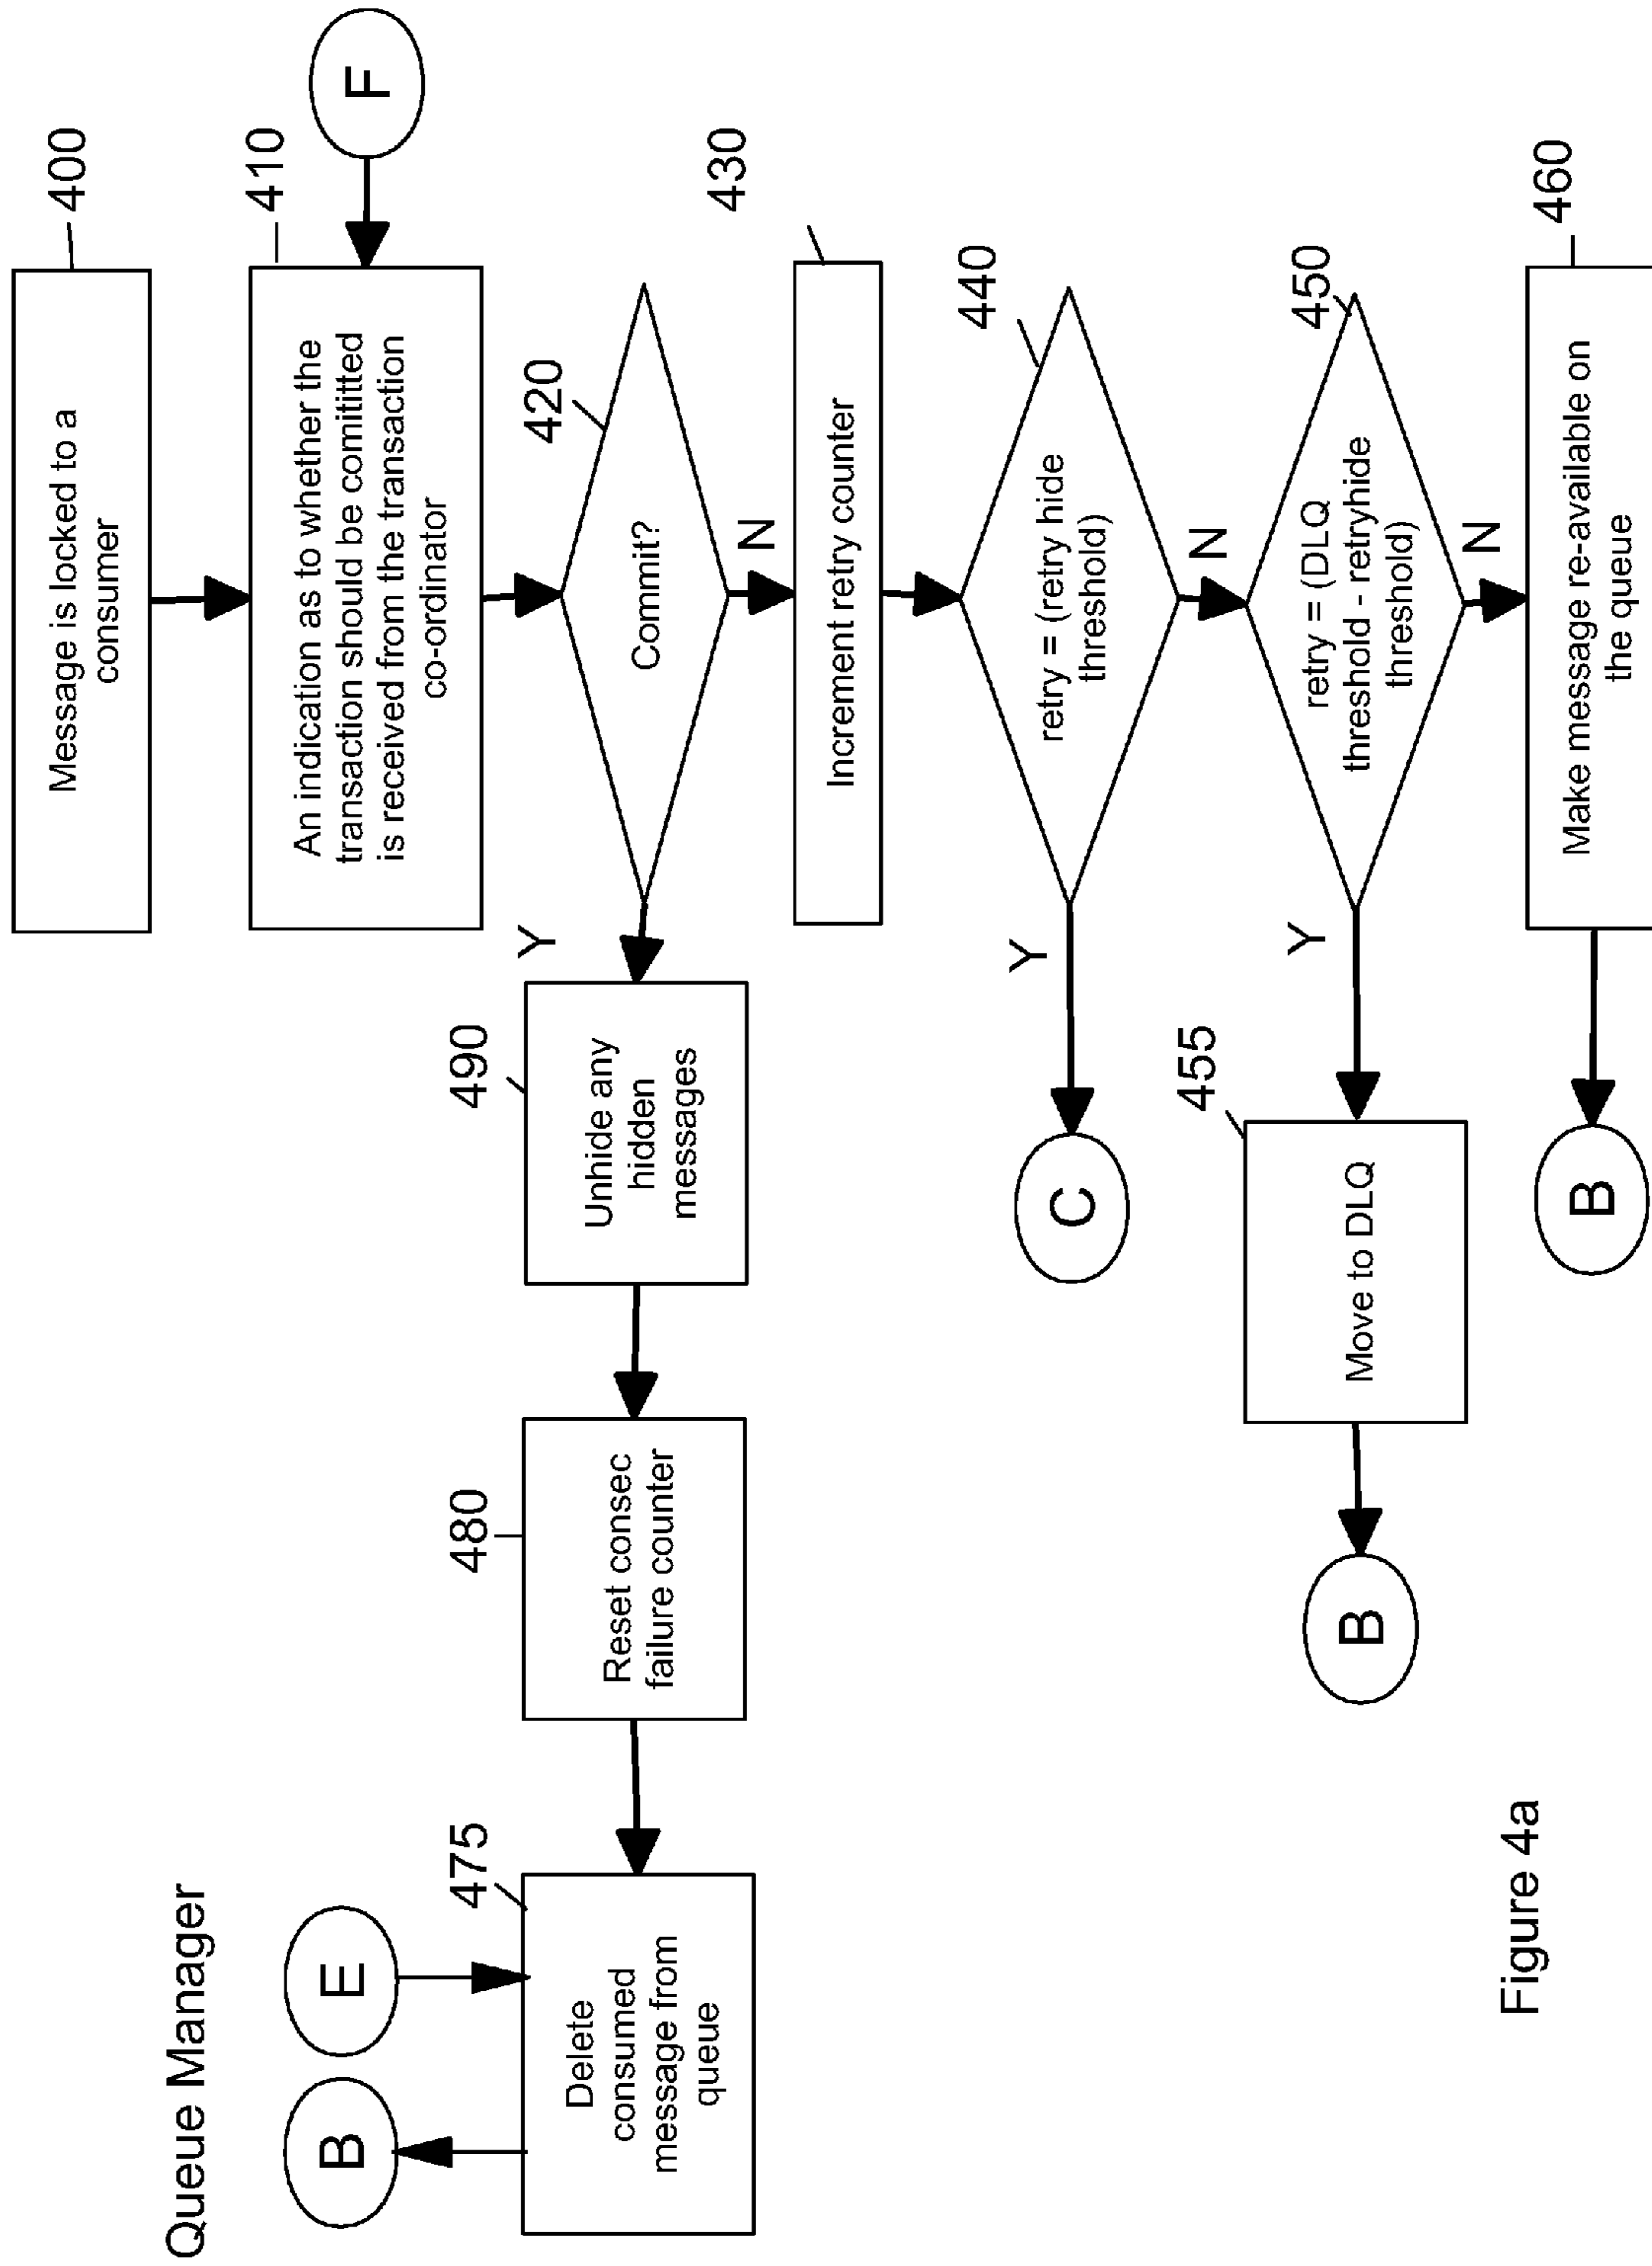 Queue Manager
Message is locked to a
consumer
400
F
An indication as to whether the
transaction should be comititted
is received from the transaction
co-ordinator
410
Commit?
420
Y
N
Unhide any
hidden
messages
490
Reset consec
failure counter
480
Delete
consumed
message from
queue
475
E
B
Increment retry counter
430
retry = (retry hide
threshold)
440
Y
N
C
retry = (DLQ
threshold - retryhide
threshold)
450
Y
N
Move to DLQ
455
B
Make message re-available on
the queue
460
B
Figure 4a